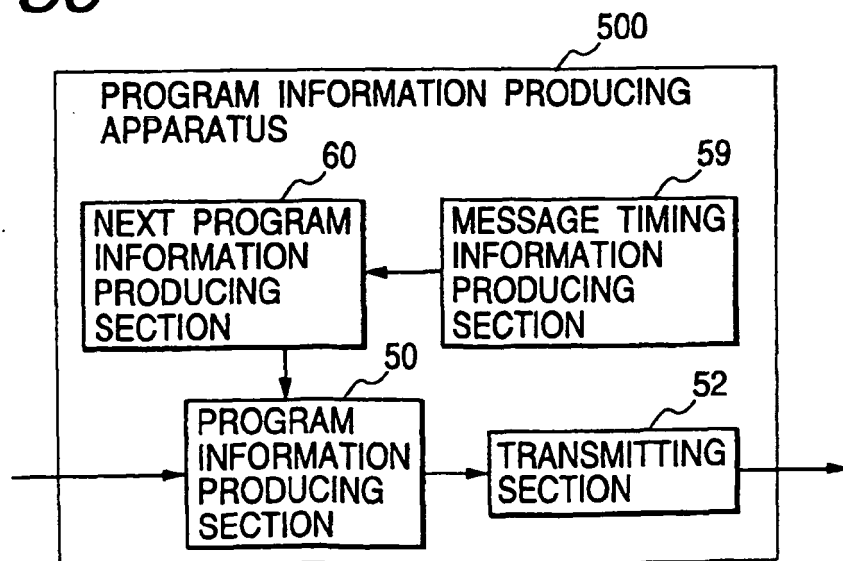 500
PROGRAM INFORMATION PRODUCING
APPARATUS
60
59
NEXT PROGRAM
INFORMATION
PRODUCING
SECTION
MESSAGE TIMING
INFORMATION
PRODUCING
SECTION
50
52
PROGRAM
INFORMATION
PRODUCING
SECTION
TRANSMITTING
SECTION